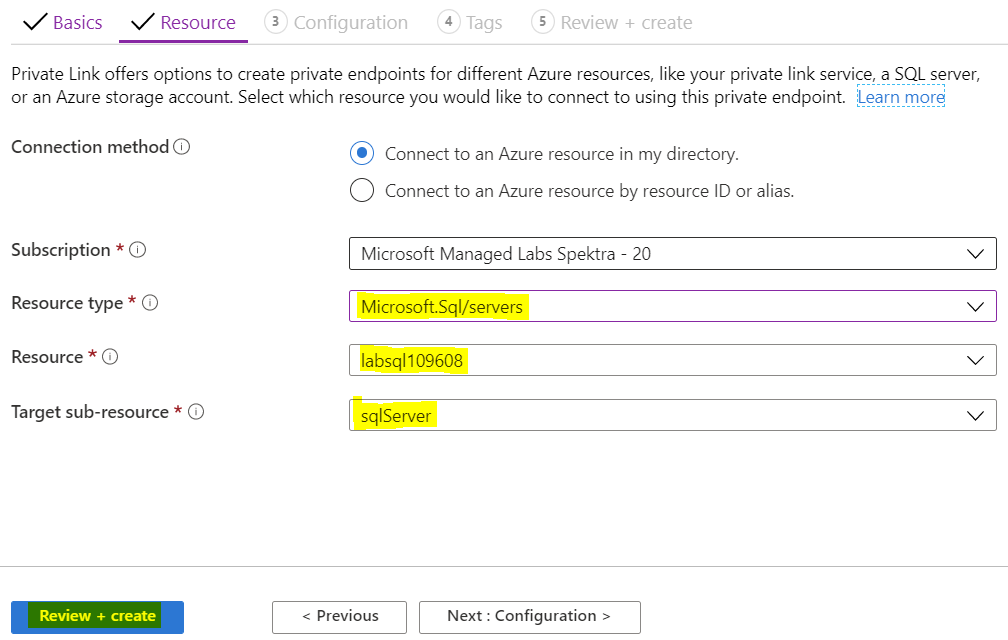 Basics Resource 3 Configuration 4 Tags 5 Review + create
Private Link offers options to create private endpoints for different Azure resources, like your private link service, a SQL server,
or an Azure storage account. Select which resource you would like to connect to using this private endpoint. Learn more
Connection method
Connect to an Azure resource in my directory.
Connect to an Azure resource by resource ID or alias.
Subscription * Microsoft Managed Labs Spektra - 20
Resource type * Microsoft.Sql/servers
Resource * labsql109608
Target sub-resource * sqlServer
Review + create < Previous Next : Configuration >